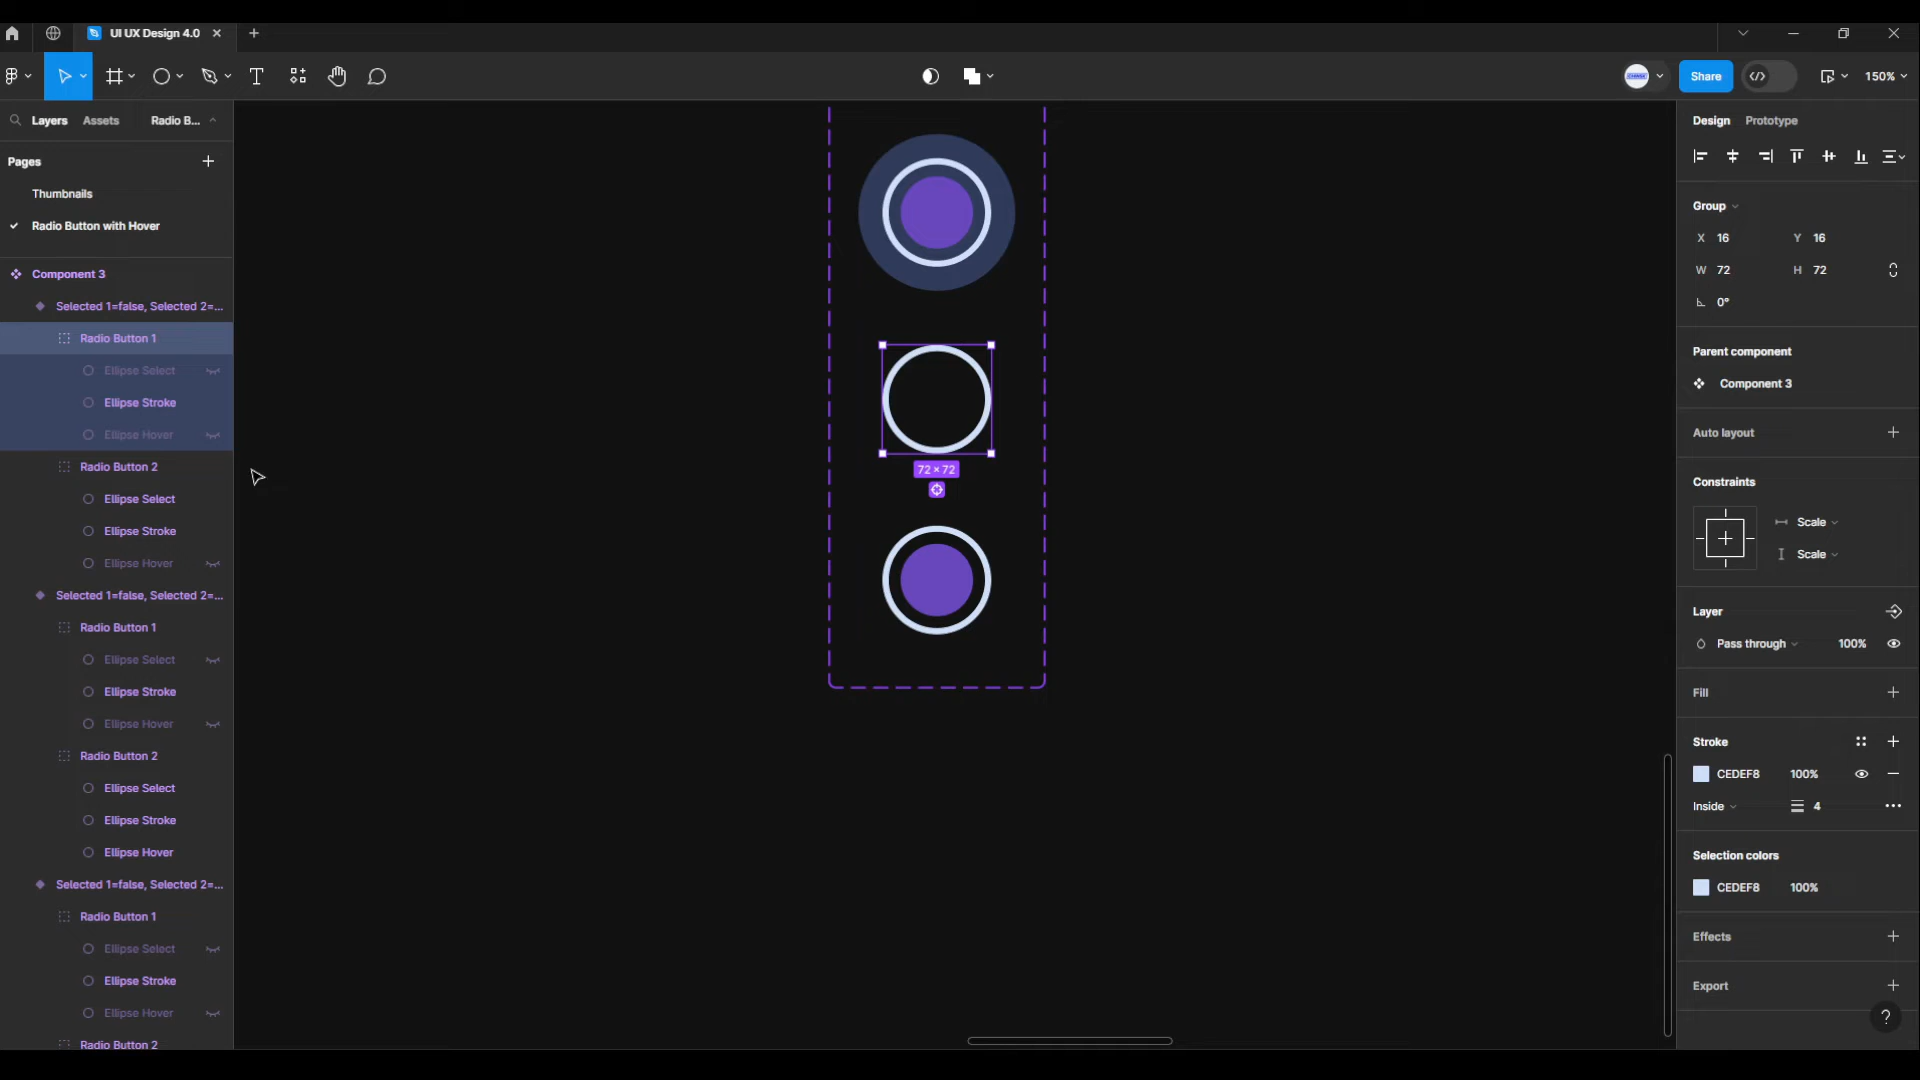 UI UX Design 4.0
Share
150%
Layers
Assets
Radio B...
Pages
Thumbnails
Radio Button with Hover
Component 3
Selected 1=false, Selected 2=...
Radio Button 1
Ellipse Select
Ellipse Stroke
Ellipse Hover
Radio Button 2
Ellipse Select
Ellipse Stroke
Ellipse Hover
Selected 1=false, Selected 2=...
Radio Button 1
Ellipse Select
Ellipse Stroke
Ellipse Hover
Radio Button 2
Ellipse Select
Ellipse Stroke
Ellipse Hover
Selected 1=false, Selected 2=...
Radio Button 1
Ellipse Select
Ellipse Stroke
Ellipse Hover
Radio Button 2
72 × 72
Design Prototype
Group
X 16 Y 16
W 72 H 72
0°
Parent component
Component 3
Auto layout
Constraints
Scale
Scale
Layer
Pass through 100%
Fill
Stroke
CEDEF8 100%
Inside 4
Selection colors
CEDEF8 100%
Effects
Export
?